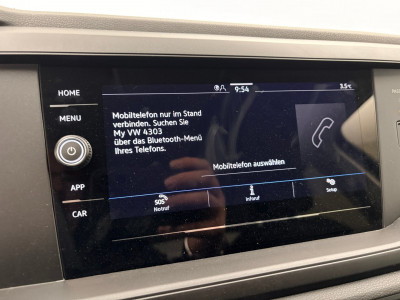 9:54
3.5°C
HOME
MENU
APP
CAR
Mobiltelefon nur im Stand
verbinden. Suchen Sie
My VW 4303
über das Bluetooth-Menü
Ihres Telefons.
Mobiltelefon auswählen
SOS
Notruf
Inforuf
Setup